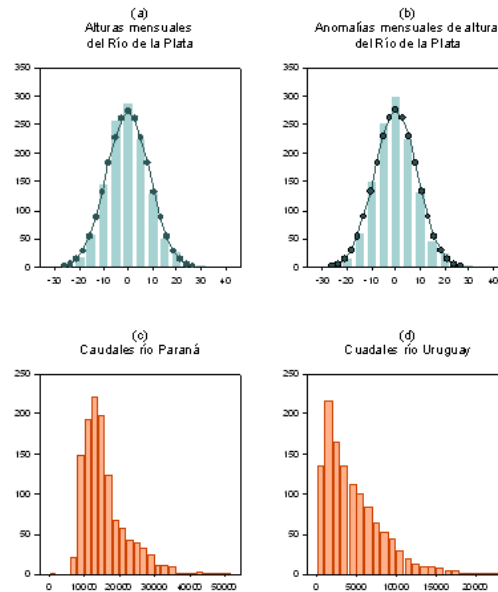 (a)
Alturas mensuales
del Río de la Plata
350
300
250
200
150
100
50
0
-30 -20 -10 0 10 20 30 40
(b)
Anomalías mensuales de altura
del Río de la Plata
350
300
250
200
150
100
50
0
-30 -20 -10 0 10 20 30 40
(c)
Caudales río Paraná
250
200
150
100
50
0
0 10000 20000 30000 50000
(d)
Cuadales río Uruguay
250
200
150
100
50
0
0 5000 10000 15000 20000